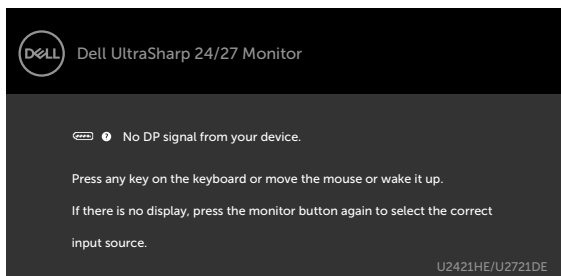 DELL
Dell UltraSharp 24/27 Monitor
? No DP signal from your device.
Press any key on the keyboard or move the mouse or wake it up.
If there is no display, press the monitor button again to select the correct
input source.
U2421HE/U2721DE